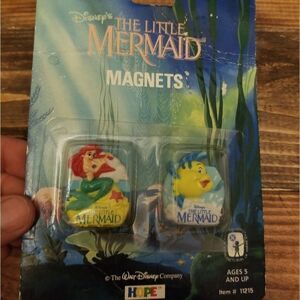 Disney's
THE LITTLE
MERMAID
MAGNETS
Disney's
THE LITTLE
MERMAID
Disney's
THE LITTLE
MERMAID
© The Walt Disney Company
HOPE
AGES 5
AND UP
Item # 11215